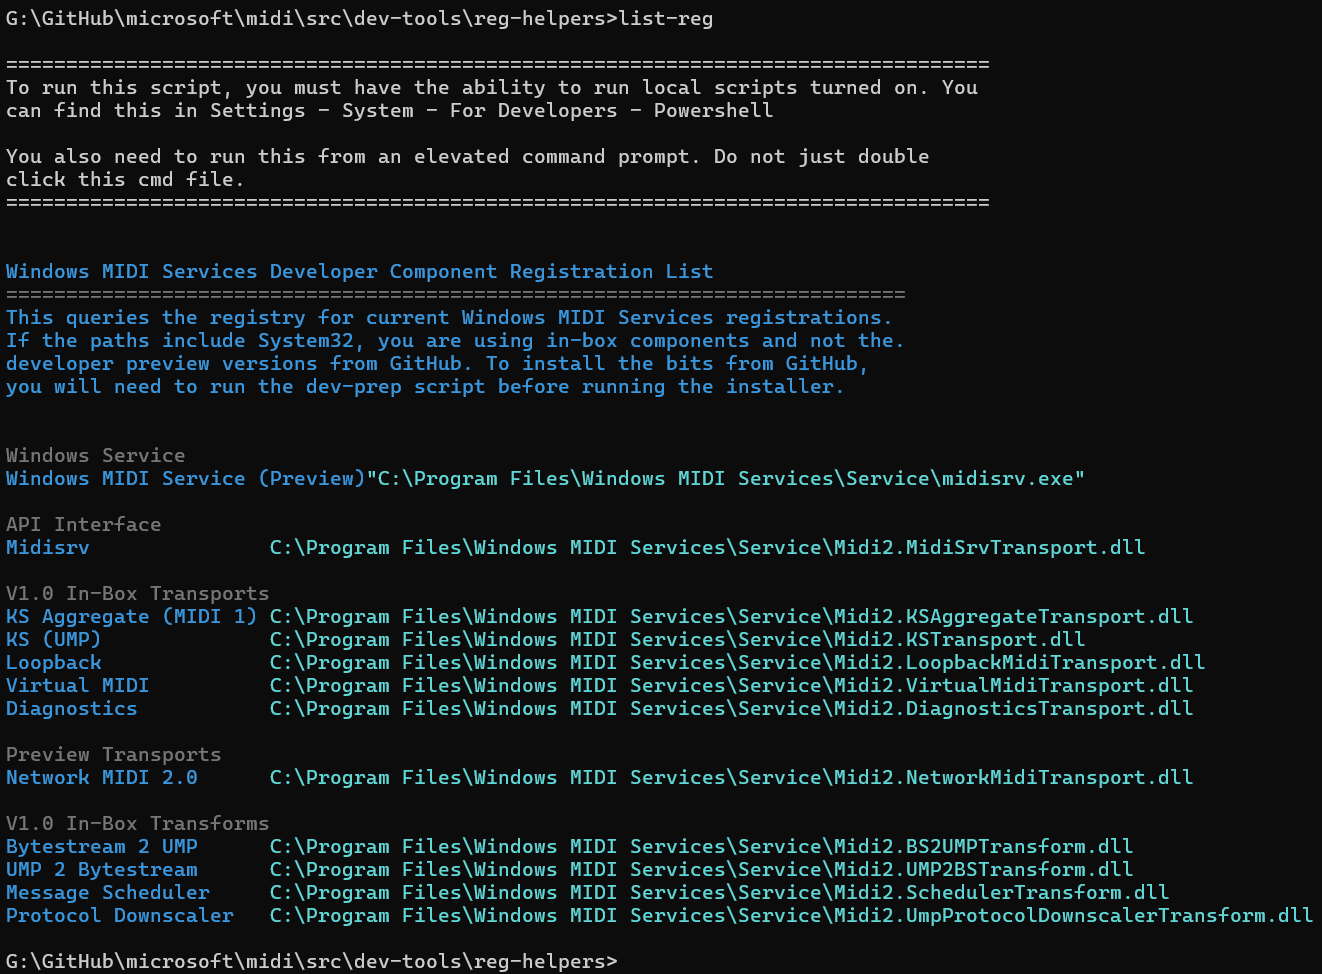 G:\GitHub\microsoft\midi\src\dev-tools\reg-helpers>list-reg
==================================================================================
To run this script, you must have the ability to run local scripts turned on. You
can find this in Settings - System - For Developers - Powershell
You also need to run this from an elevated command prompt. Do not just double
click this cmd file.
==================================================================================
Windows MIDI Services Developer Component Registration List
===========================================================================
This queries the registry for current Windows MIDI Services registrations.
If the paths include System32, you are using in-box components and not the.
developer preview versions from GitHub. To install the bits from GitHub,
you will need to run the dev-prep script before running the installer.
Windows Service
Windows MIDI Service (Preview)"C:\Program Files\Windows MIDI Services\Service\midisrv.exe"
API Interface
Midisrv               C:\Program Files\Windows MIDI Services\Service\Midi2.MidiSrvTransport.dll
V1.0 In-Box Transports
KS Aggregate (MIDI 1) C:\Program Files\Windows MIDI Services\Service\Midi2.KSAggregateTransport.dll
KS (UMP)              C:\Program Files\Windows MIDI Services\Service\Midi2.KSTransport.dll
Loopback              C:\Program Files\Windows MIDI Services\Service\Midi2.LoopbackMidiTransport.dll
Virtual MIDI          C:\Program Files\Windows MIDI Services\Service\Midi2.VirtualMidiTransport.dll
Diagnostics           C:\Program Files\Windows MIDI Services\Service\Midi2.DiagnosticsTransport.dll
Preview Transports
Network MIDI 2.0      C:\Program Files\Windows MIDI Services\Service\Midi2.NetworkMidiTransport.dll
V1.0 In-Box Transforms
Bytestream 2 UMP      C:\Program Files\Windows MIDI Services\Service\Midi2.BS2UMPTransform.dll
UMP 2 Bytestream      C:\Program Files\Windows MIDI Services\Service\Midi2.UMP2BSTransform.dll
Message Scheduler     C:\Program Files\Windows MIDI Services\Service\Midi2.SchedulerTransform.dll
Protocol Downscaler   C:\Program Files\Windows MIDI Services\Service\Midi2.UmpProtocolDownscalerTransform.dll
G:\GitHub\microsoft\midi\src\dev-tools\reg-helpers>